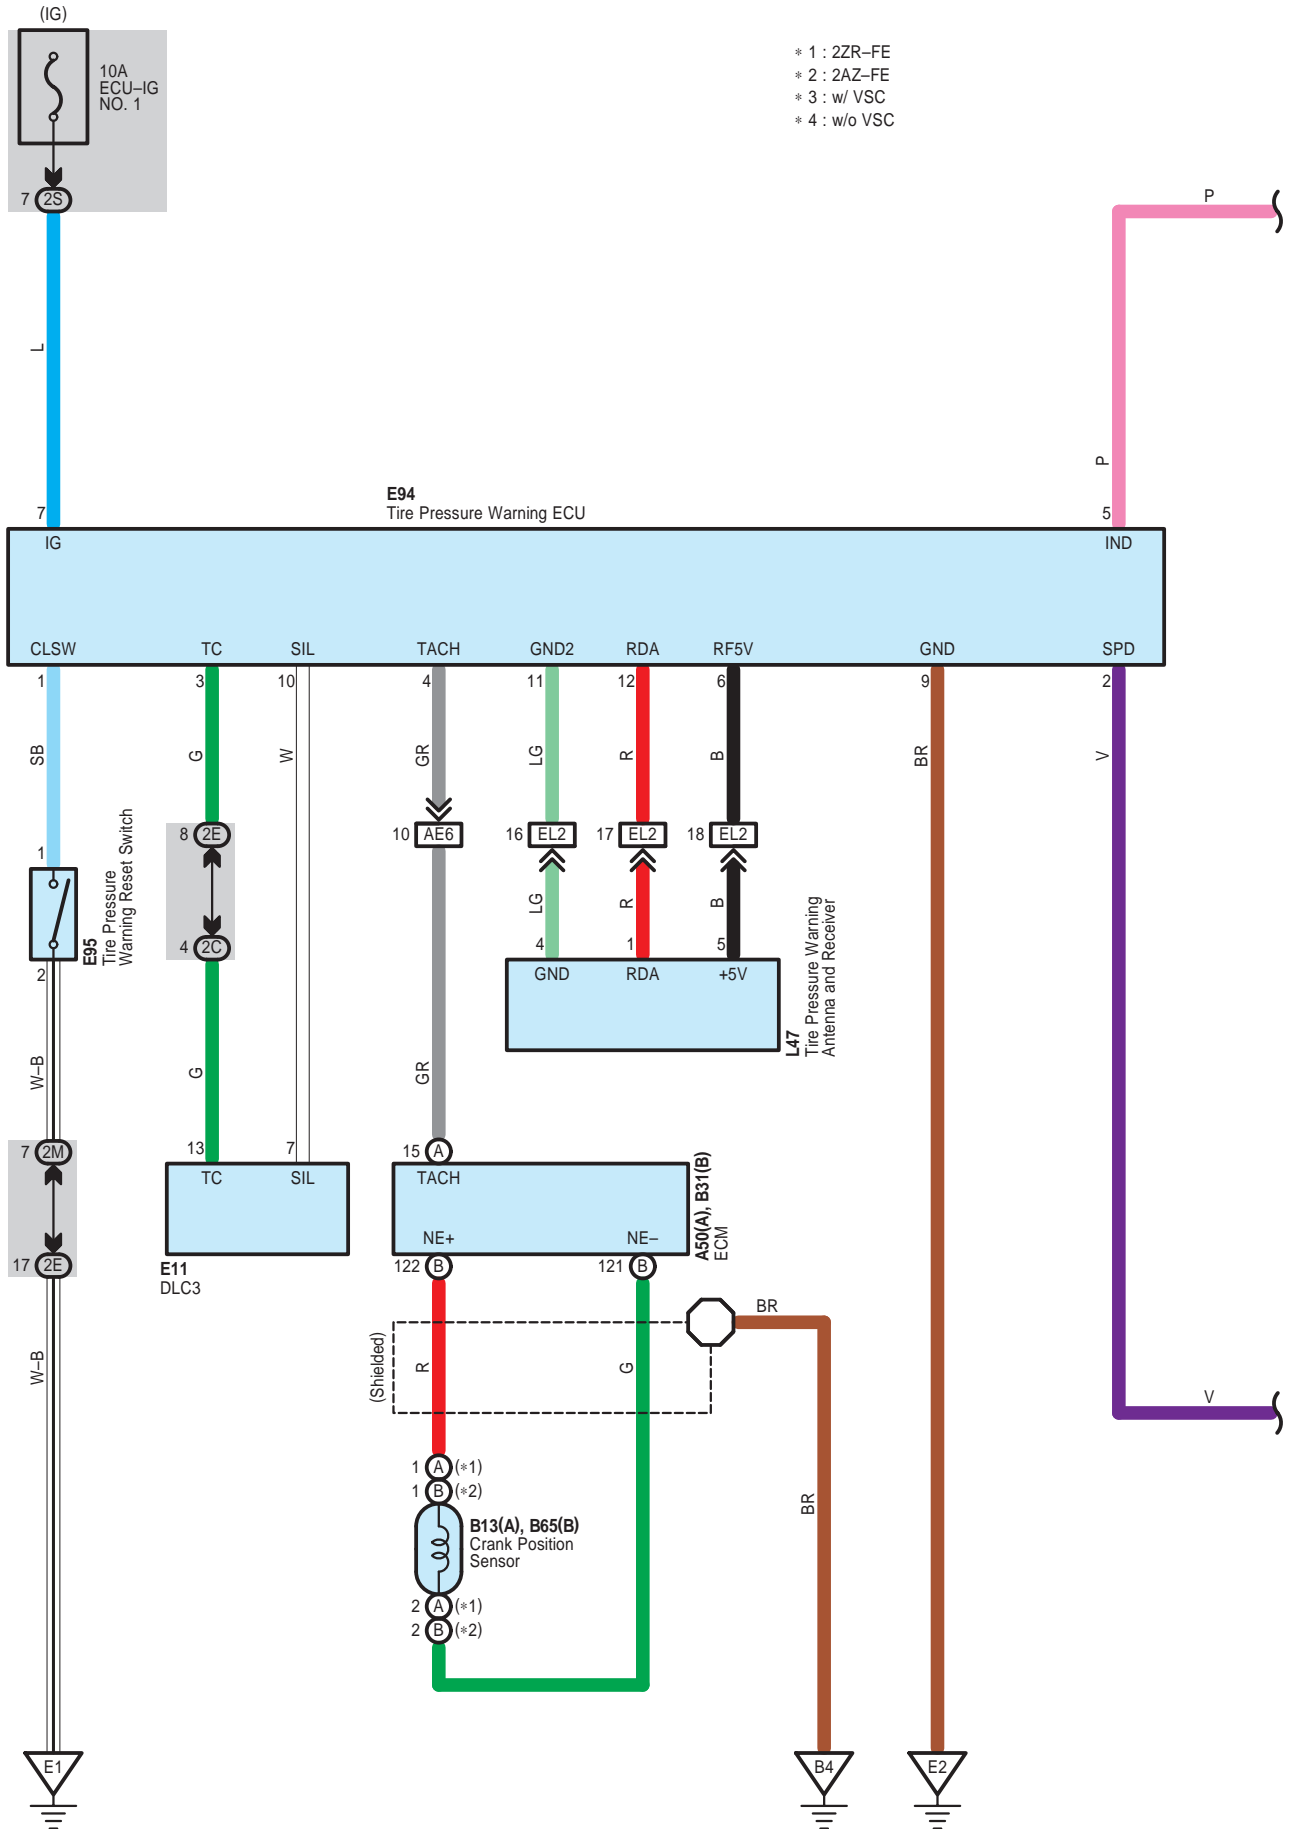 (IG)
10A
ECU–IG
NO. 1
7 2S
∗ 1 : 2ZR–FE
∗ 2 : 2AZ–FE
∗ 3 : w/ VSC
∗ 4 : w/o VSC
P
L
P
E94
Tire Pressure Warning ECU
7
5
IG
IND
CLSW
TC
SIL
TACH
GND2
RDA
RF5V
GND
SPD
1
3
10
4
11
12
6
9
2
SB
G
W
GR
LG
R
B
BR
V
8 2E
10 AE6
16 EL2
17 EL2
18 EL2
1
E95
Tire Pressure
Warning Reset Switch
2
4 2C
LG
R
B
4
1
5
GND
RDA
+5V
L47
Tire Pressure Warning
Antenna and Receiver
W–B
G
GR
7 2M
13
7
15 A
TC
SIL
TACH
NE+
NE–
A50(A), B31(B)
ECM
17 2E
E11
DLC3
122 B
121 B
BR
(Shielded)
W–B
R
G
V
1 A (∗1)
1 B (∗2)
B13(A), B65(B)
Crank Position
Sensor
BR
2 A (∗1)
2 B (∗2)
E1
B4
E2